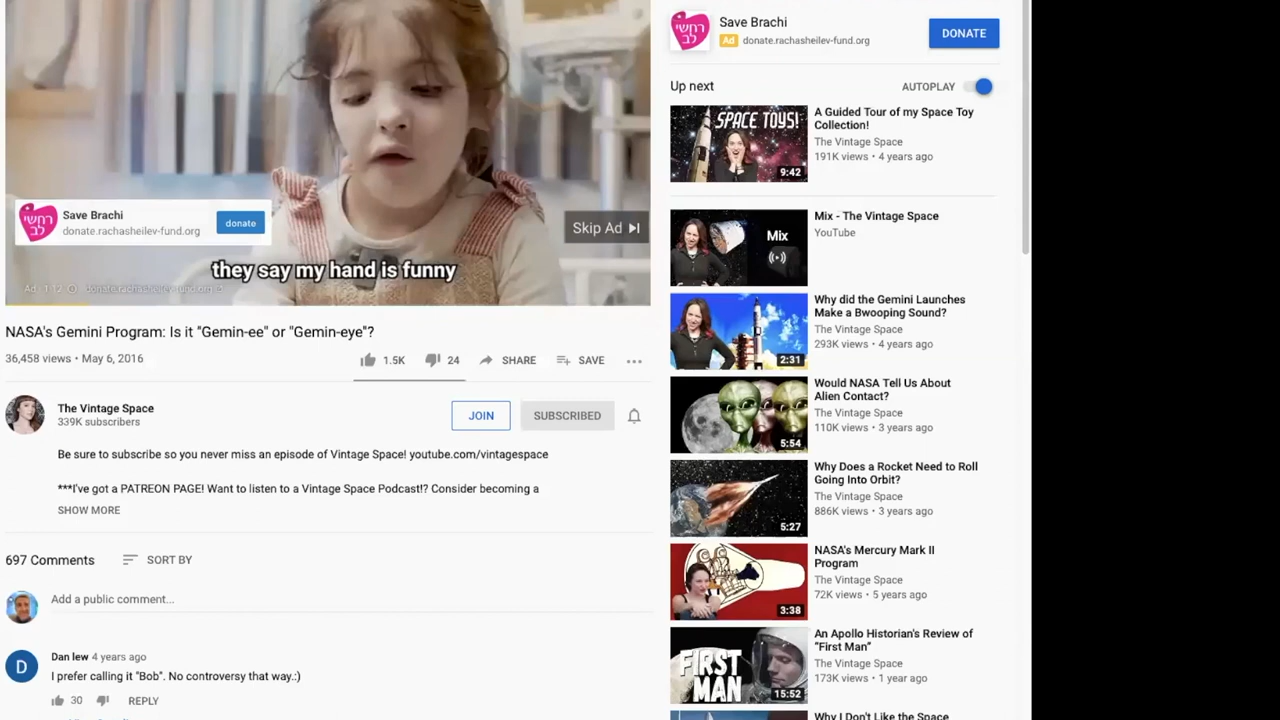 רחשי
לב
Save Brachi
donate.rachasheilev-fund.org
donate
Skip Ad
they say my hand is funny
Ad · 1:12
donate.rachasheilev-fund.org
NASA's Gemini Program: Is it "Gemin-ee" or "Gemin-eye"?
36,458 views • May 6, 2016
1.5K
24
SHARE
SAVE
The Vintage Space
339K subscribers
JOIN
SUBSCRIBED
Be sure to subscribe so you never miss an episode of Vintage Space! youtube.com/vintagespace
***I've got a PATREON PAGE! Want to listen to a Vintage Space Podcast!? Consider becoming a
SHOW MORE
697 Comments
SORT BY
Add a public comment...
D
Dan lew 4 years ago
I prefer calling it "Bob". No controversy that way.:)
30
REPLY
רחשי
לב
Save Brachi
Ad donate.rachasheilev-fund.org
DONATE
Up next
AUTOPLAY
SPACE TOYS!
9:42
A Guided Tour of my Space Toy
Collection!
The Vintage Space
191K views • 4 years ago
Mix
Mix - The Vintage Space
YouTube
2:31
Why did the Gemini Launches
Make a Bwooping Sound?
The Vintage Space
293K views • 4 years ago
5:54
Would NASA Tell Us About
Alien Contact?
The Vintage Space
110K views • 3 years ago
5:27
Why Does a Rocket Need to Roll
Going Into Orbit?
The Vintage Space
886K views • 3 years ago
3:38
NASA's Mercury Mark II
Program
The Vintage Space
72K views • 5 years ago
FIRST
MAN
15:52
An Apollo Historian's Review of
"First Man"
The Vintage Space
173K views • 1 year ago
Why I Don't Like the Space